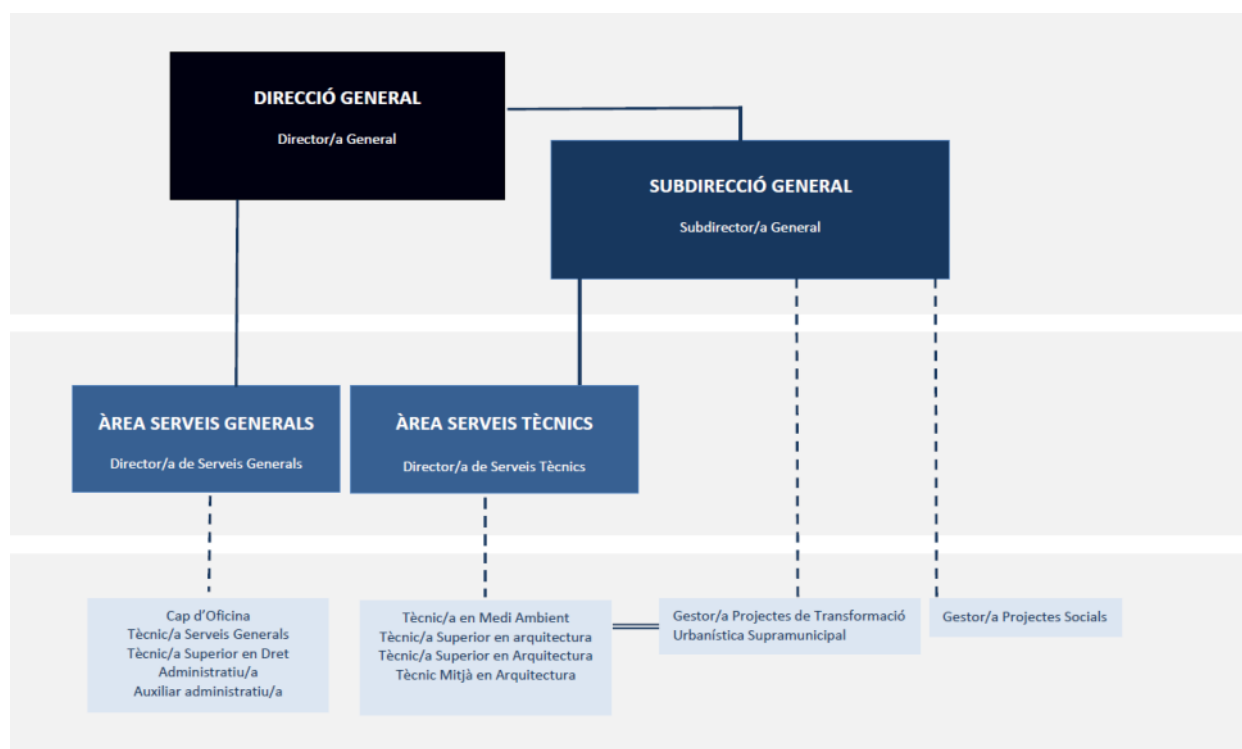 DIRECCIÓ GENERAL
Director/a General
SUBDIRECCIÓ GENERAL
Subdirector/a General
ÀREA SERVEIS GENERALS
Director/a de Serveis Generals
ÀREA SERVEIS TÈCNICS
Director/a de Serveis Tècnics
Cap d'Oficina
Tècnic/a Serveis Generals
Tècnic/a Superior en Dret
Administratiu/a
Auxiliar administratiu/a
Tècnic/a en Medi Ambient
Tècnic/a Superior en arquitectura
Tècnic/a Superior en Arquitectura
Tècnic Mitjà en Arquitectura
Gestor/a Projectes de Transformació
Urbanística Supramunicipal
Gestor/a Projectes Socials